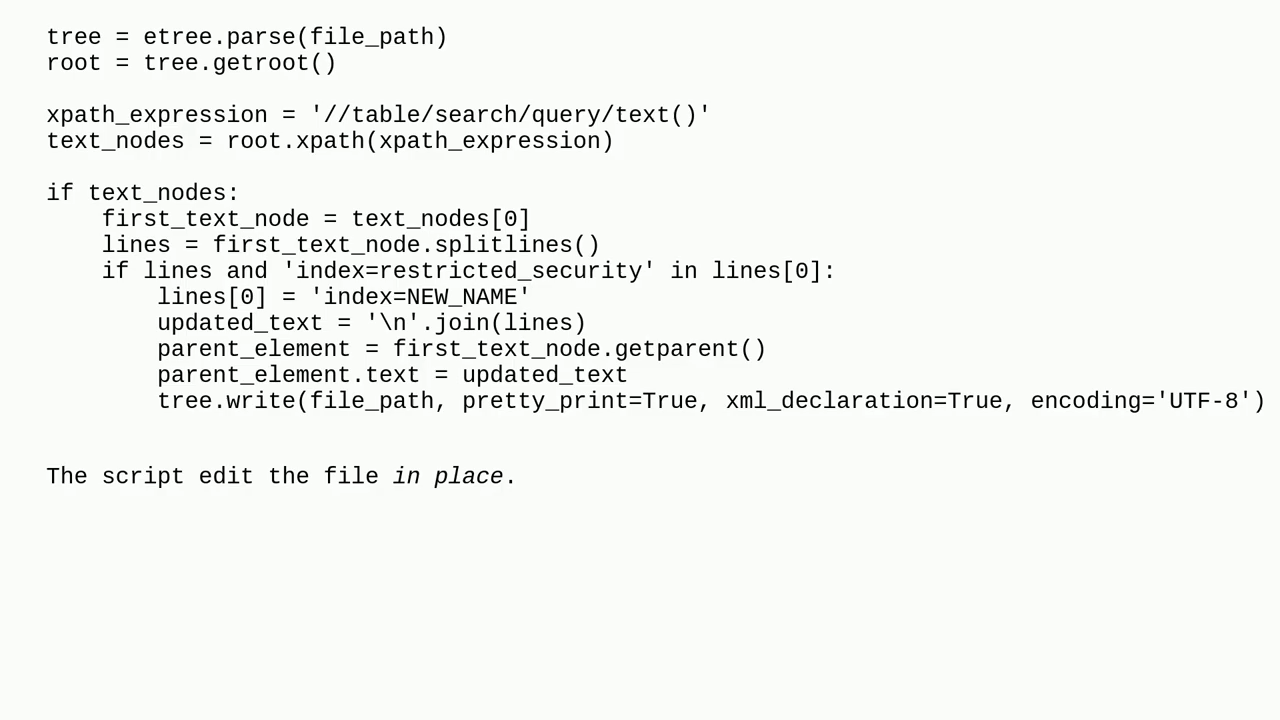 tree = etree.parse(file_path)
root = tree.getroot()
xpath_expression = '//table/search/query/text()'
text_nodes = root.xpath(xpath_expression)
if text_nodes:
    first_text_node = text_nodes[0]
    lines = first_text_node.splitlines()
    if lines and 'index=restricted_security' in lines[0]:
        lines[0] = 'index=NEW_NAME'
        updated_text = '\n'.join(lines)
        parent_element = first_text_node.getparent()
        parent_element.text = updated_text
        tree.write(file_path, pretty_print=True, xml_declaration=True, encoding='UTF-8')
The script edit the file in place.